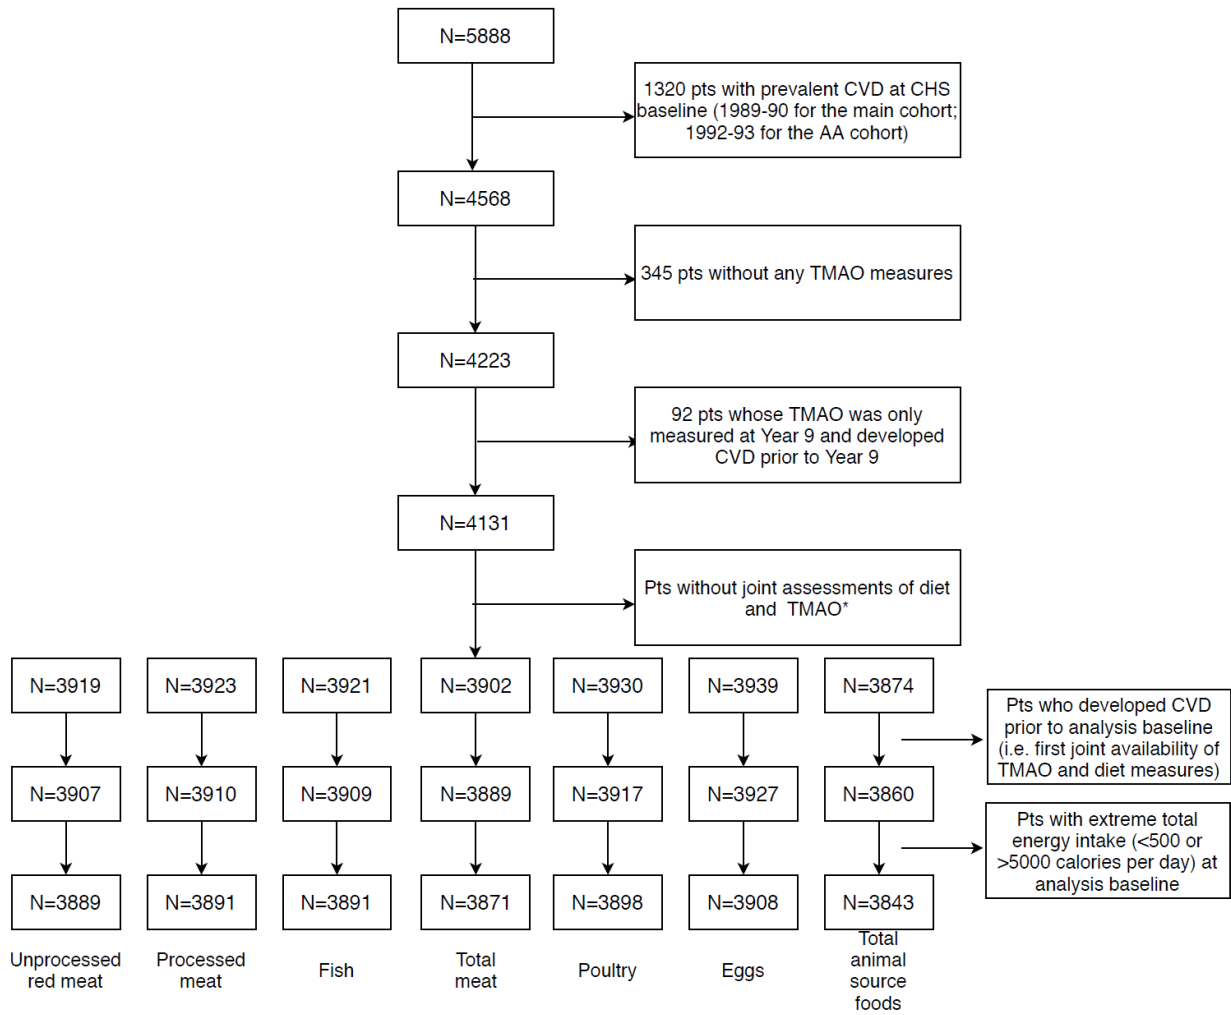 N=5888
1320 pts with prevalent CVD at CHS
baseline (1989-90 for the main cohort;
1992-93 for the AA cohort)
N=4568
345 pts without any TMAO measures
N=4223
92 pts whose TMAO was only
measured at Year 9 and developed
CVD prior to Year 9
N=4131
Pts without joint assessments of diet
and TMAO*
N=3919
N=3923
N=3921
N=3902
N=3930
N=3939
N=3874
Pts who developed CVD
prior to analysis baseline
(i.e. first joint availability of
TMAO and diet measures)
N=3907
N=3910
N=3909
N=3889
N=3917
N=3927
N=3860
Pts with extreme total
energy intake (<500 or
>5000 calories per day) at
analysis baseline
N=3889
N=3891
N=3891
N=3871
N=3898
N=3908
N=3843
Unprocessed
red meat
Processed
meat
Fish
Total
meat
Poultry
Eggs
Total
animal
source
foods